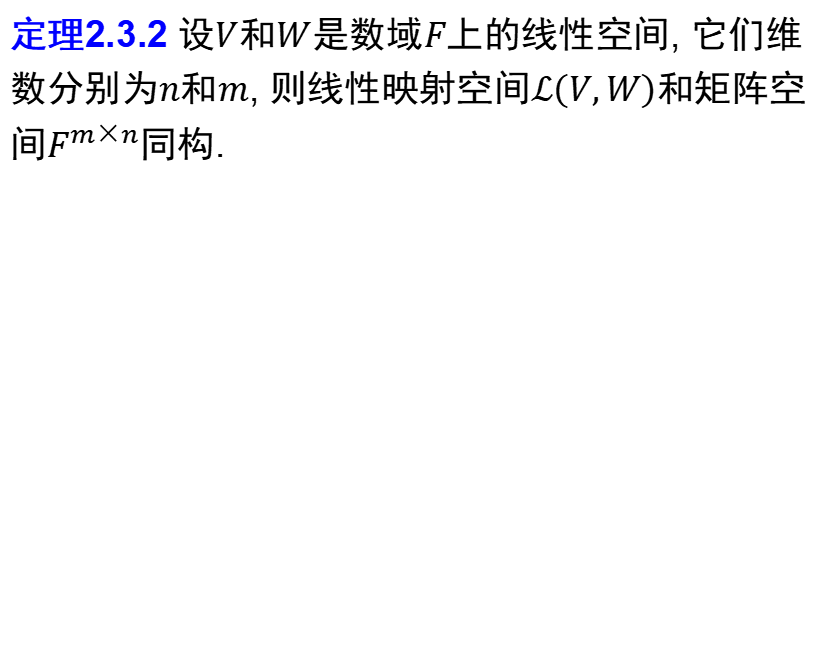 定理2.3.2 设𝑉和𝑊是数域𝐹上的线性空间, 它们维
数分别为𝑛和𝑚, 则线性映射空间ℒ(𝑉, 𝑊)和矩阵空
间𝐹^{𝑚×𝑛}同构.